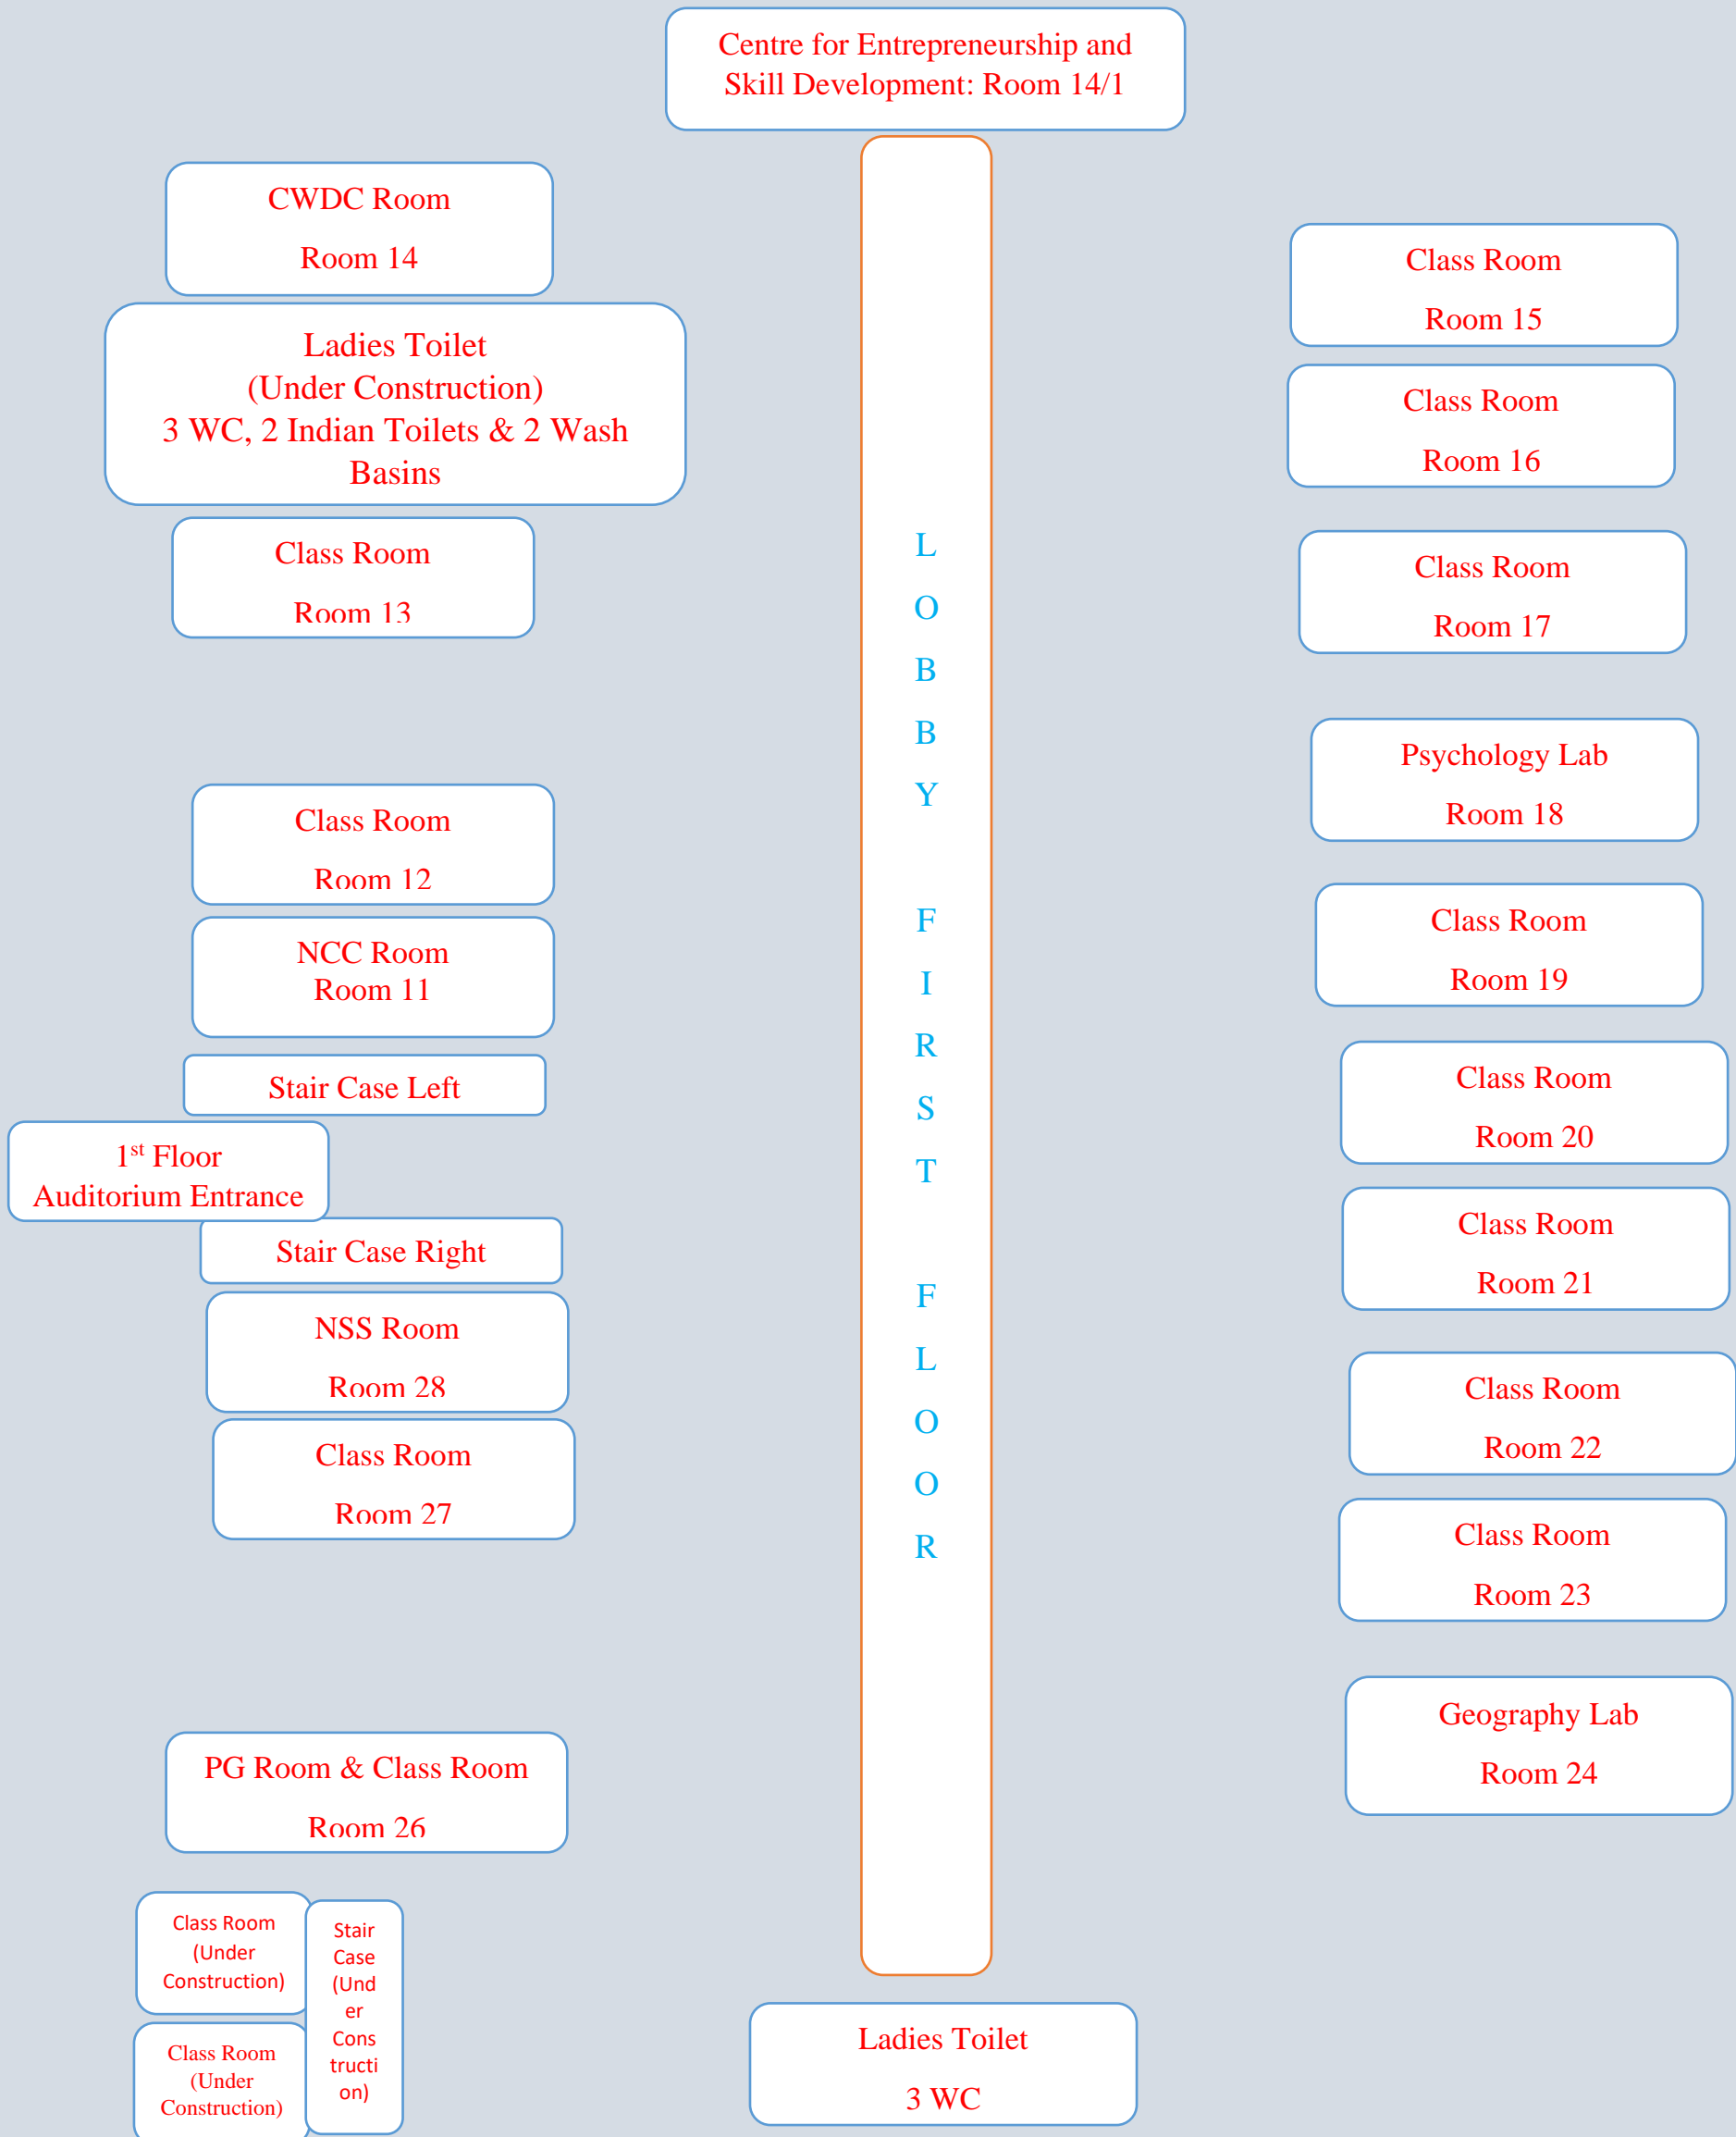 Centre for Entrepreneurship and
Skill Development: Room 14/1
CWDC Room
Room 14
Ladies Toilet
(Under Construction)
3 WC, 2 Indian Toilets & 2 Wash
Basins
Class Room
Room 13
Class Room
Room 12
NCC Room
Room 11
Stair Case Left
1st Floor
Auditorium Entrance
Stair Case Right
NSS Room
Room 28
Class Room
Room 27
PG Room & Class Room
Room 26
Class Room
(Under
Construction)
Class Room
(Under
Construction)
Stair
Case
(Und
er
Cons
tructi
on)
L
O
B
B
Y
F
I
R
S
T
F
L
O
O
R
Class Room
Room 15
Class Room
Room 16
Class Room
Room 17
Psychology Lab
Room 18
Class Room
Room 19
Class Room
Room 20
Class Room
Room 21
Class Room
Room 22
Class Room
Room 23
Geography Lab
Room 24
Ladies Toilet
3 WC